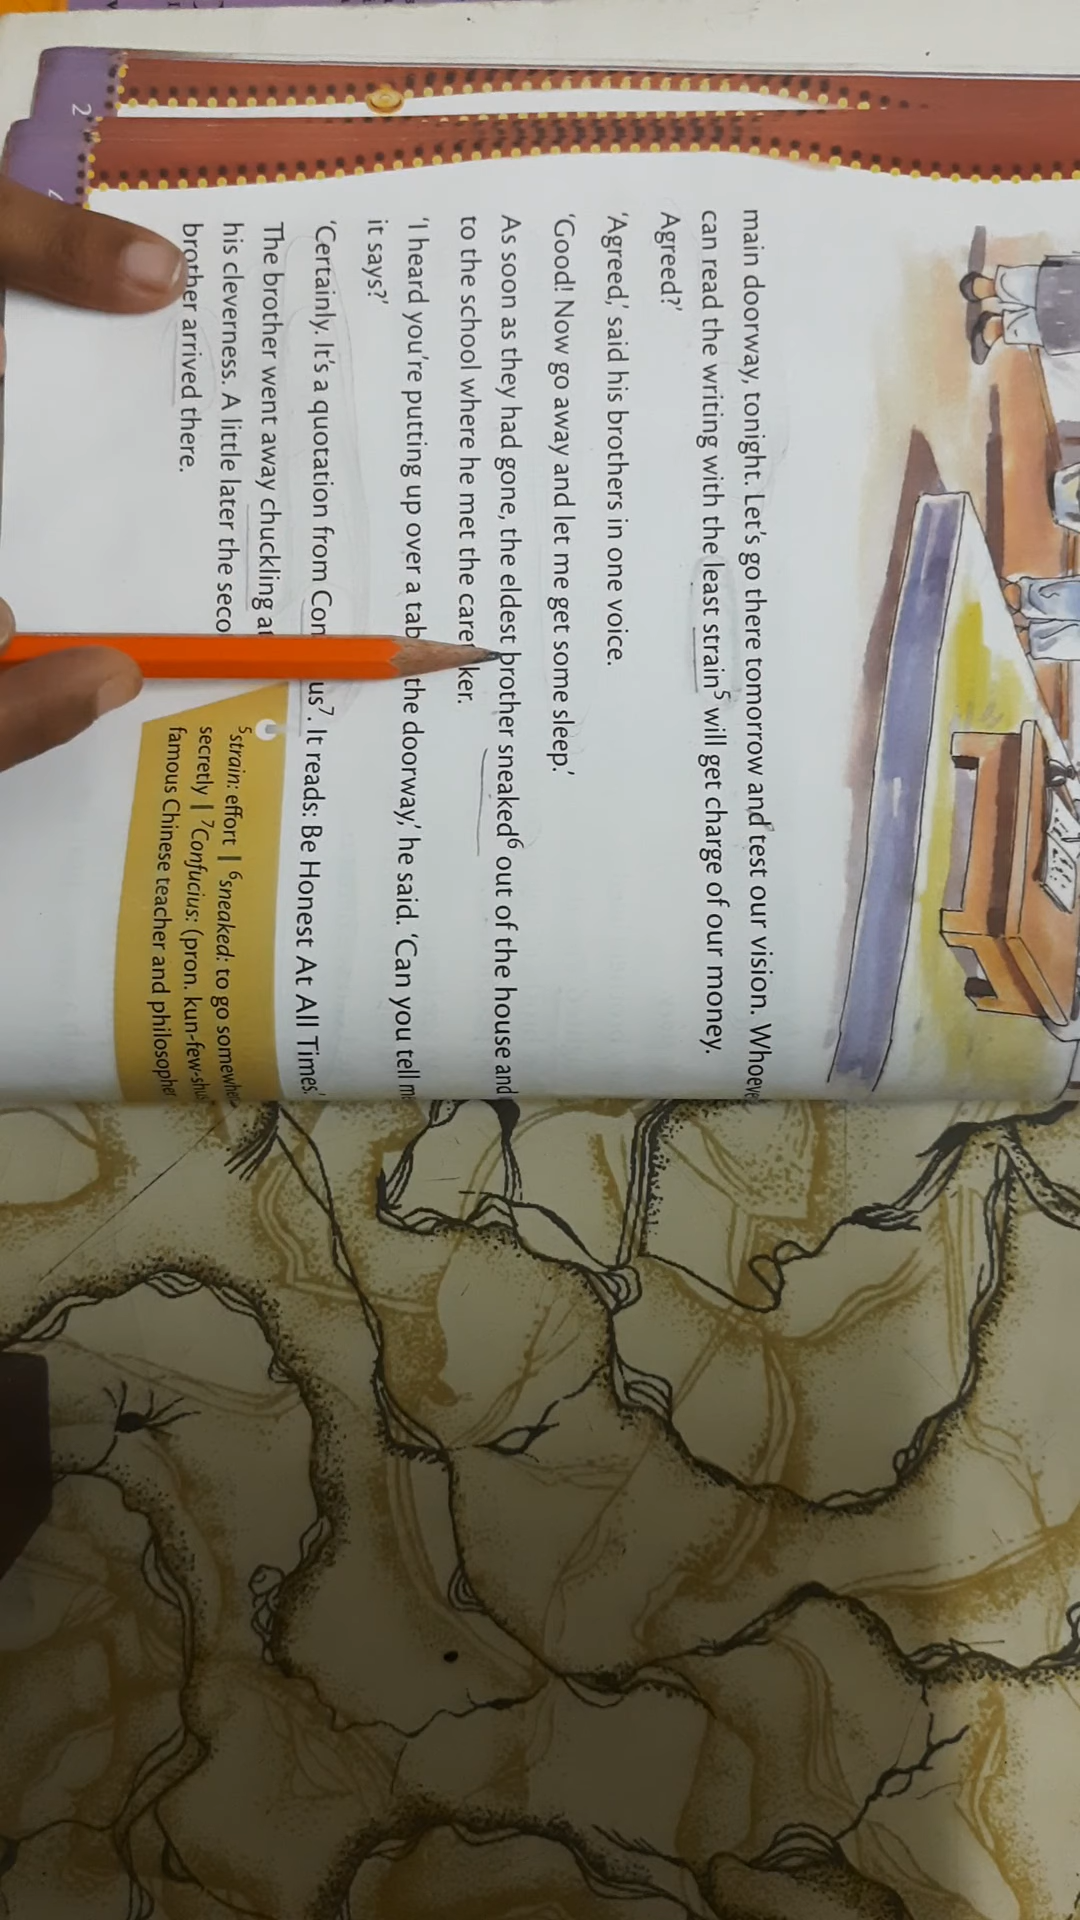 main doorway, tonight. Let's go there tomorrow and test our vision. Whoeve
can read the writing with the least strain⁵ will get charge of our money.
Agreed?'
'Agreed,' said his brothers in one voice.
'Good! Now go away and let me get some sleep.'
As soon as they had gone, the eldest brother sneaked⁶ out of the house and
to the school where he met the care ker.
'I heard you're putting up over a tab the doorway,' he said. 'Can you tell m
it says?'
'Certainly. It's a quotation from Con us⁷. It reads: Be Honest At All Times.'
The brother went away chuckling at
his cleverness. A little later the seco
brother arrived there.
⁵strain: effort | ⁶sneaked: to go somewhe
secretly | ⁷Confucius: (pron. kun-few-shu
famous Chinese teacher and philosopher
2